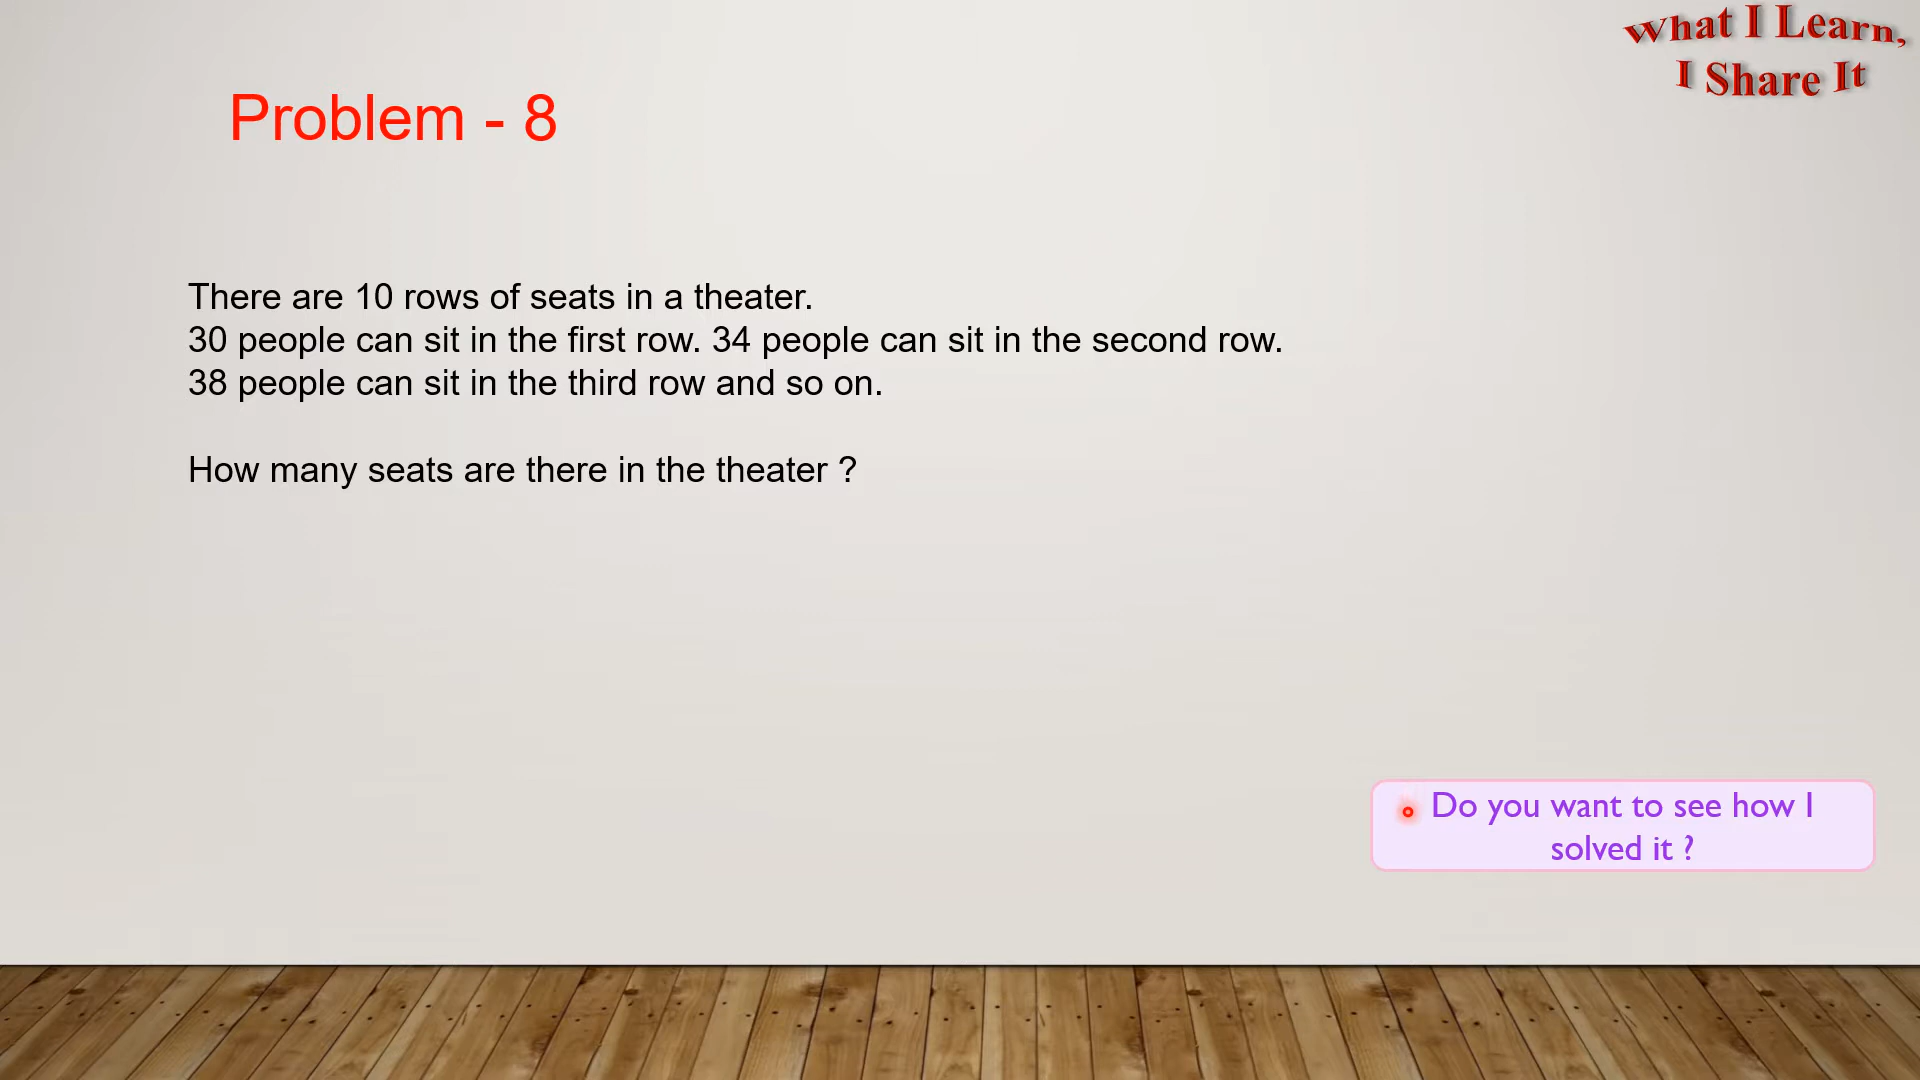 What I Learn,
I Share It
Problem - 8
There are 10 rows of seats in a theater.
30 people can sit in the first row. 34 people can sit in the second row.
38 people can sit in the third row and so on.
How many seats are there in the theater ?
Do you want to see how I
solved it ?